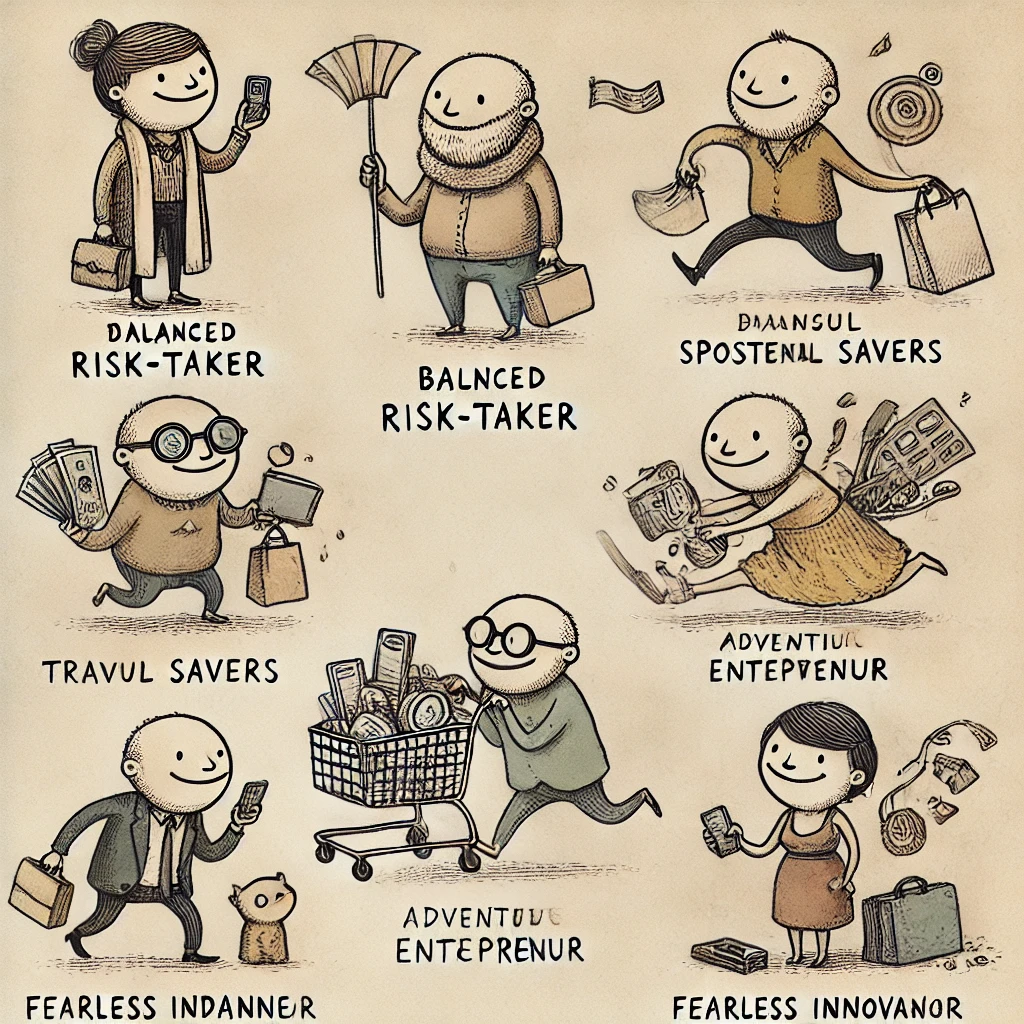 DALANCED
RISK-TAKER
BALNCED
RISK-TAKER
SPOSTENAL SAVERS
TRAVUL SAVERS
ENTEPVENUR
ENTEPRENUR
FEARLESS INDANNER
FEARLESS INNOVANOR